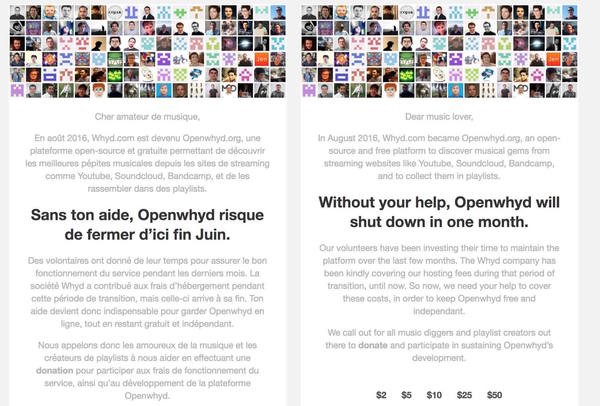 Cher amateur de musique,
En août 2016, Whyd.com est devenu Openwhyd.org, une
plateforme open-source et gratuite permettant de découvrir
les meilleures pépites musicales depuis les sites de streaming
comme Youtube, Soundcloud, Bandcamp, et de les
rassembler dans des playlists.
Sans ton aide, Openwhyd risque
de fermer d'ici fin Juin.
Des volontaires ont donné de leur temps pour assurer le bon
fonctionnement du service pendant les derniers mois. La
société Whyd a contribué aux frais d'hébergement pendant
cette période de transition, mais celle-ci arrive à sa fin. Ton
aide devient donc indispensable pour garder Openwhyd en
ligne, tout en restant gratuit et indépendant.
Nous appelons donc les amoureux de la musique et les
créateurs de playlists à nous aider en effectuant une
donation pour participer aux frais de fonctionnement du
service, ainsi qu'au développement de la plateforme
Openwhyd.
Dear music lover,
In August 2016, Whyd.com became Openwhyd.org, an open-
source and free platform to discover musical gems from
streaming websites like Youtube, Soundcloud, Bandcamp,
and to collect them in playlists.
Without your help, Openwhyd will
shut down in one month.
Our volunteers have been investing their time to maintain the
platform over the last few months. The Whyd company has
been kindly covering our hosting fees during that period of
transition, until now. So now, we need your help to cover
these costs, in order to keep Openwhyd free and
independant.
We call out for all music diggers and playlist creators out
there to donate and participate in sustaining Openwhyd's
development.
$2 $5 $10 $25 $50